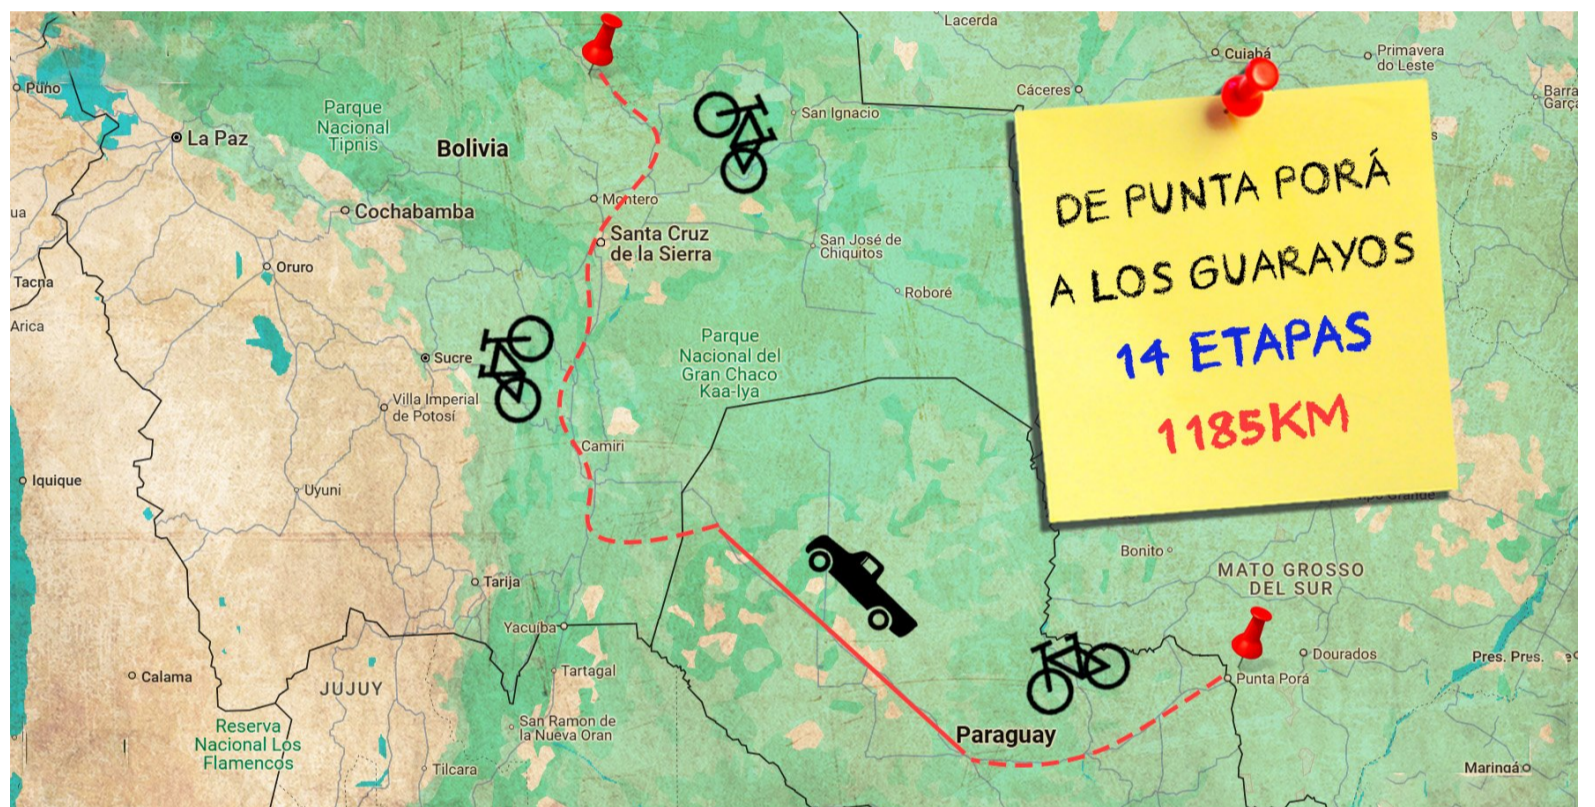 Lacerda
Cuiabá
Primavera
do Leste
Puno
Cáceres
Barra
Garça
Parque
Nacional
Tipnis
San Ignacio
La Paz
Bolivia
DE PUNTA PORÁ
A LOS GUARAYOS
14 ETAPAS
1185KM
Montero
Cochabamba
ua
Santa Cruz
de la Sierra
San José de
Chiquitos
Oruro
Tacna
Roboré
Arica
Parque
Nacional del
Gran Chaco
Kaa-Iya
Sucre
Villa Imperial
de Potosí
Camiri
Iquique
Uyuni
Bonito
MATO GROSSO
DEL SUR
Tarija
Yacuiba
Dourados
Pres. Pres.
Tartagal
Punta Porá
Calama
JUJUY
Reserva
Nacional Los
Flamencos
San Ramon de
la Nueva Oran
Paraguay
Tilcara
Maringá